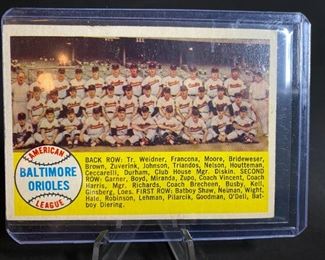 AMERICAN
BALTIMORE
ORIOLES
LEAGUE
BACK ROW: Tr. Weidner, Francona, Moore, Brideweser,
Brown, Zuverink, Johnson, Triandos, Nelson, Houtteman,
Ceccarelli, Durham, Club House Mgr. Diskin. SECOND
ROW: Garner, Boyd, Miranda, Zupo, Coach Vincent, Coach
Harris, Mgr. Richards, Coach Brecheen, Busby, Kell,
Ginsberg, Loes. FIRST ROW: Batboy Shaw, Neiman, Wight,
Hale, Robinson, Lehman, Pilarcik, Goodman, O'Dell, Bat-
boy Diering.